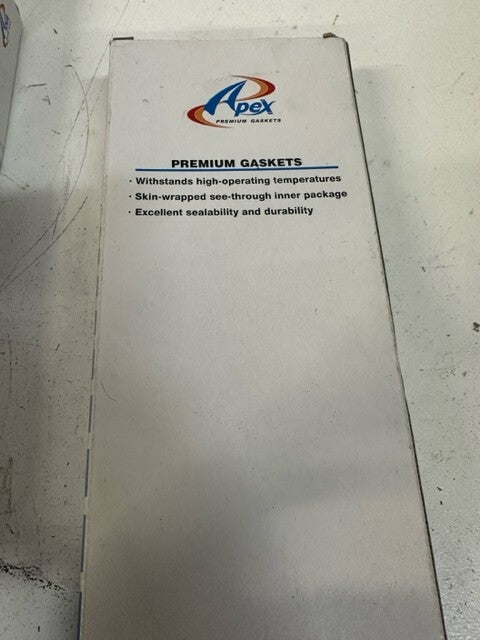 Apex
PREMIUM GASKETS
PREMIUM GASKETS
· Withstands high-operating temperatures
· Skin-wrapped see-through inner package
· Excellent sealability and durability